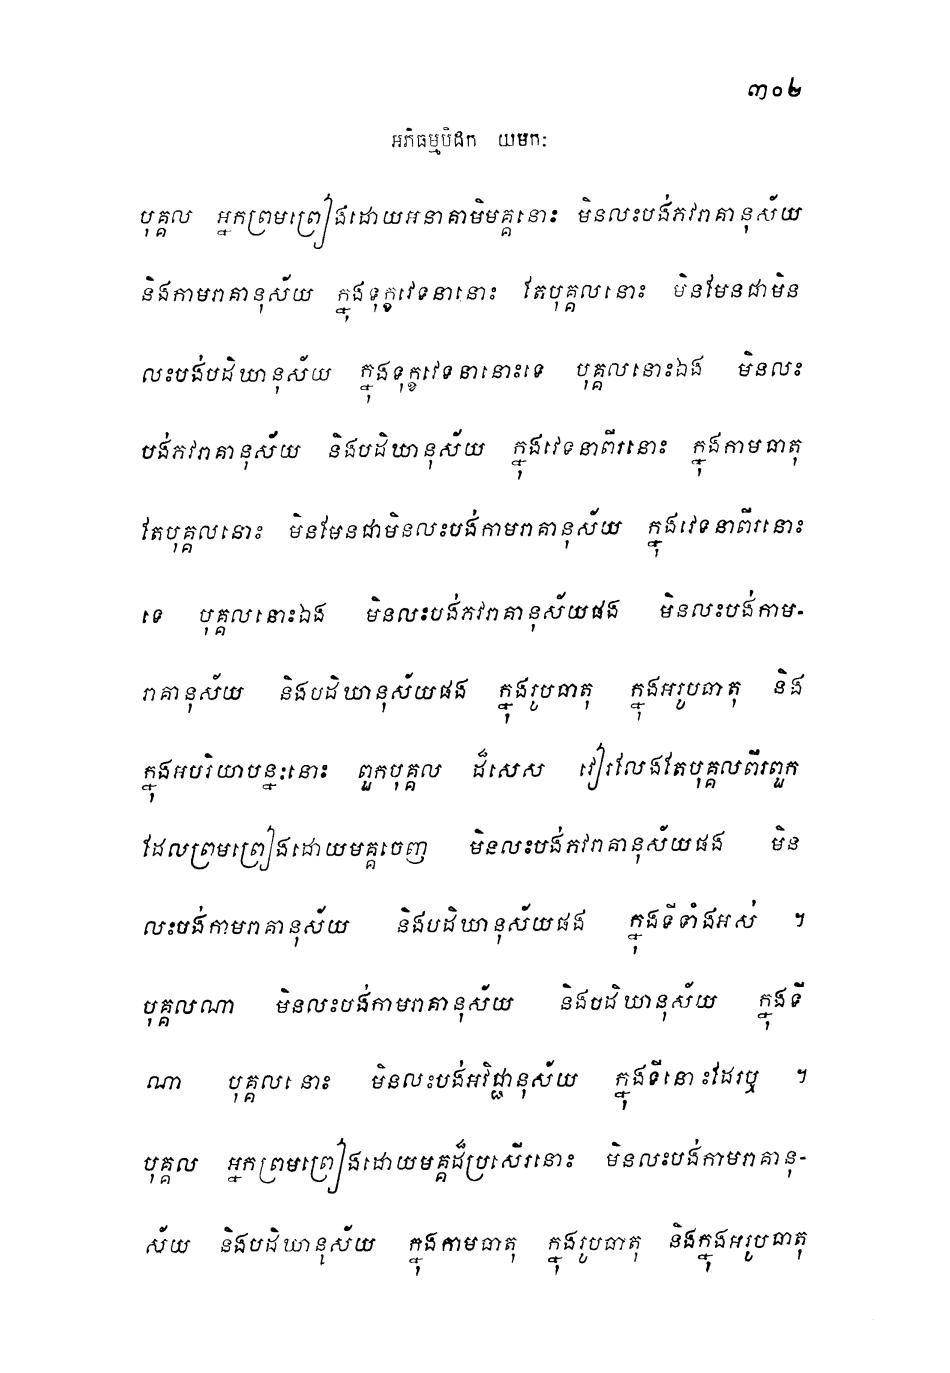 ៣០២
អភិធម្មបិដក យមកៈ
បុគ្គល អ្នកព្រមព្រៀងដោយអនាគាមិមគ្គនោះ មិនលះបង់ភវរាគានុស័យ
និងកាមរាគានុស័យ ក្នុងទុក្ខវេទនានោះ តែបុគ្គលនោះ មិនមែនជាមិន
លះបង់បដិឃានុស័យ ក្នុងទុក្ខវេទនានោះទេ បុគ្គលនោះឯង មិនលះ
បង់ភវរាគានុស័យ និងបដិឃានុស័យ ក្នុងវេទនាពីរនោះ ក្នុងកាមធាតុ
តែបុគ្គលនោះ មិនមែនជាមិនលះបង់កាមរាគានុស័យ ក្នុងវេទនាពីរនោះ
ទេ បុគ្គលនោះឯង មិនលះបង់ភវរាគានុស័យផង មិនលះបង់កាម-
រាគានុស័យ និងបដិឃានុស័យផង ក្នុងរូបធាតុ ក្នុងអរូបធាតុ និង
ក្នុងអបរិយាបន្នៈនោះ ពួកបុគ្គល ដ៏សេស វៀរលែងតែបុគ្គលពីរពួក
ដែលព្រមព្រៀងដោយមគ្គចេញ មិនលះបង់ភវរាគានុស័យផង មិន
លះបង់កាមរាគានុស័យ និងបដិឃានុស័យផង ក្នុងទីទាំងអស់ ។
បុគ្គលណា មិនលះបង់កាមរាគានុស័យ និងបដិឃានុស័យ ក្នុងទី
ណា បុគ្គលនោះ មិនលះបង់អវិជ្ជានុស័យ ក្នុងទីនោះដែរឬ ។
បុគ្គល អ្នកព្រមព្រៀងដោយមគ្គដ៏ប្រសើរនោះ មិនលះបង់កាមរាគានុ-
ស័យ និងបដិឃានុស័យ ក្នុងកាមធាតុ ក្នុងរូបធាតុ និងក្នុងអរូបធាតុ